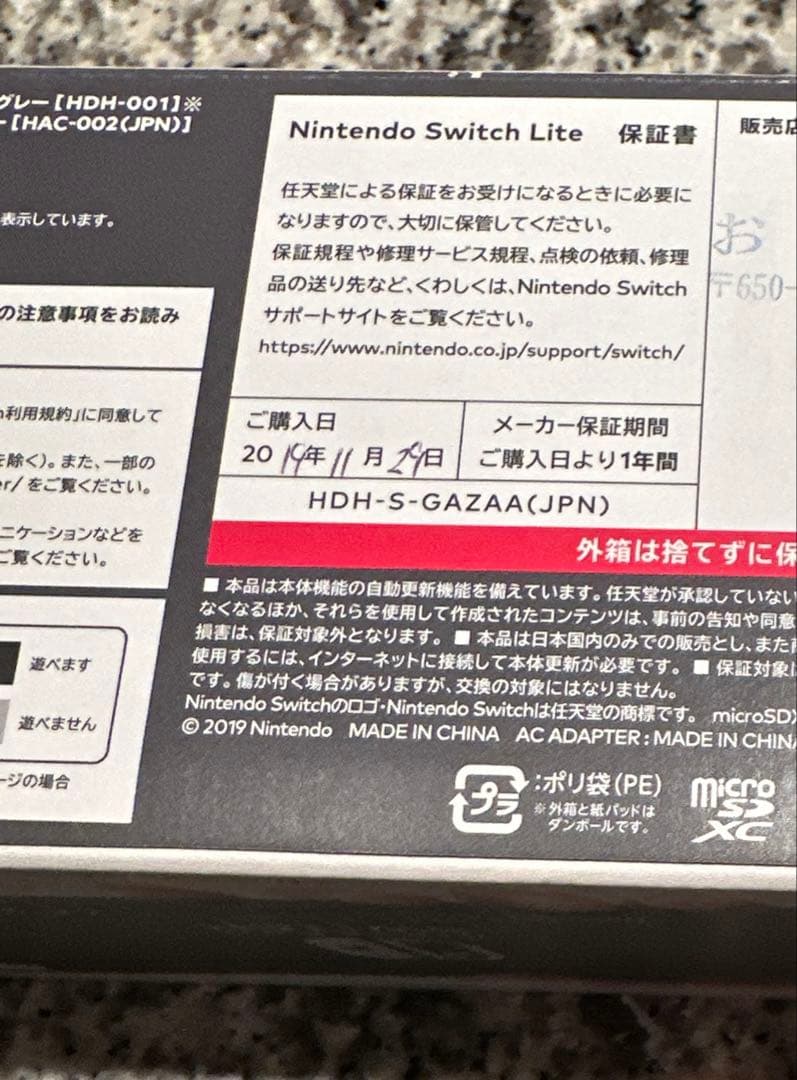 グレー[HDH-001]※
ー[HAC-002(JPN)]
表示しています。
の注意事項をお読み
利用規約」に同意して
を除く)。また、一部の
er/をご覧ください。
ニケーションなどを
ご覧ください。
遊べます
遊べません
ージの場合
Nintendo Switch Lite 保証書
任天堂による保証をお受けになるときに必要に
なりますので、大切に保管してください。
保証規程や修理サービス規程、点検の依頼、修理
品の送り先など、くわしくは、Nintendo Switch
サポートサイトをご覧ください。
https://www.nintendo.co.jp/support/switch/
ご購入日
2019年11月29日
メーカー保証期間
ご購入日より1年間
HDH-S-GAZAA(JPN)
販売店
お
〒650-
外箱は捨てずに保
■ 本品は本体機能の自動更新機能を備えています。任天堂が承認していない
なくなるほか、それらを使用して作成されたコンテンツは、事前の告知や同意
損害は、保証対象外となります。 ■ 本品は日本国内のみでの販売とし、また
使用するには、インターネットに接続して本体更新が必要です。 ■ 保証対象は
です。傷が付く場合がありますが、交換の対象にはなりません。
Nintendo Switchのロゴ・Nintendo Switchは任天堂の商標です。 microSDX
© 2019 Nintendo MADE IN CHINA AC ADAPTER : MADE IN CHINA
プラ
:ポリ袋(PE)
※外箱と紙パッドは
ダンボールです。
micro
SD
XC